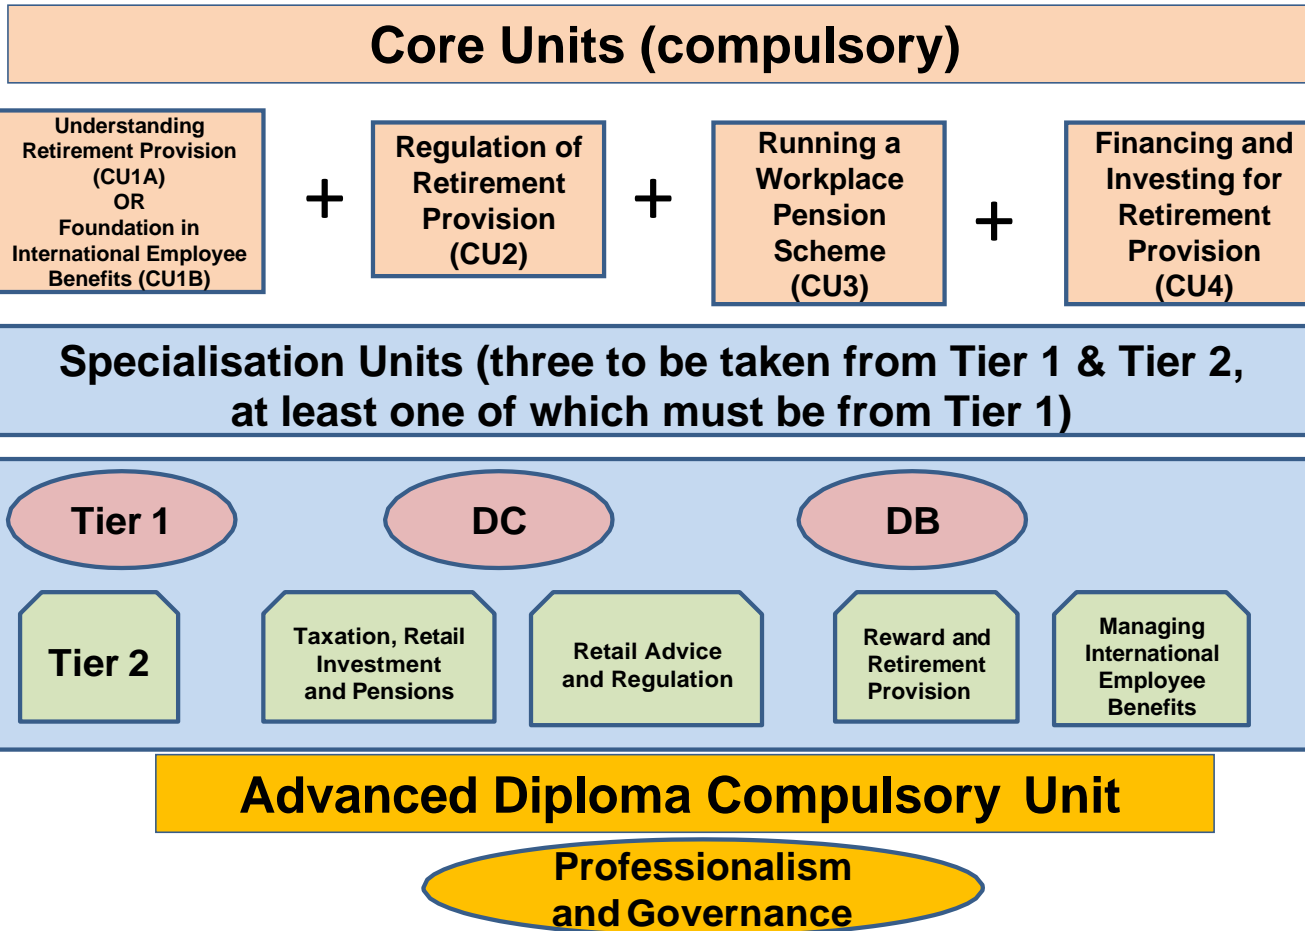 Core Units (compulsory)
Understanding
Retirement Provision
(CU1A)
OR
Foundation in
International Employee
Benefits (CU1B)
+
Regulation of
Retirement
Provision
(CU2)
+
Running a
Workplace
Pension
Scheme
(CU3)
+
Financing and
Investing for
Retirement
Provision
(CU4)
Specialisation Units (three to be taken from Tier 1 & Tier 2,
at least one of which must be from Tier 1)
Tier 1
DC
DB
Tier 2
Taxation, Retail
Investment
and Pensions
Retail Advice
and Regulation
Reward and
Retirement
Provision
Managing
International
Employee
Benefits
Advanced Diploma Compulsory Unit
Professionalism
and Governance